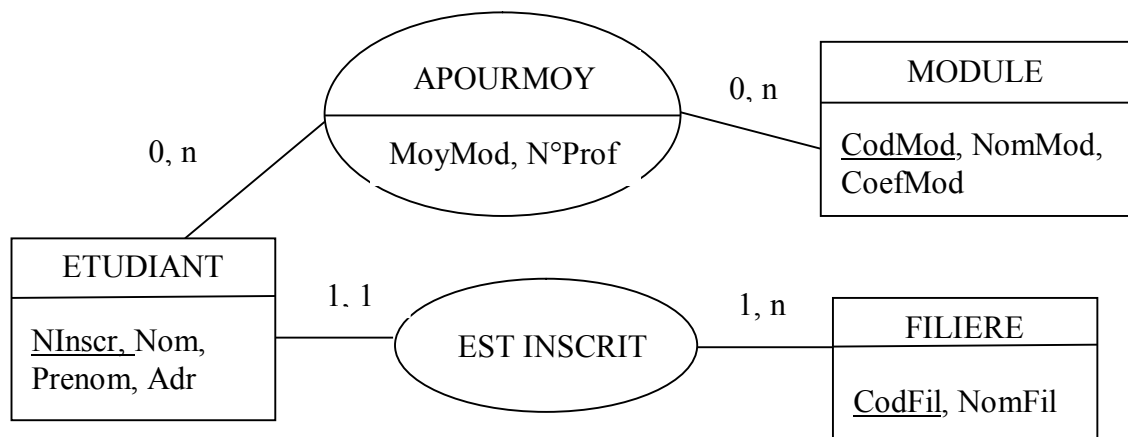 APOURMOY
MoyMod, N°Prof
0, n
0, n
MODULE
CodMod, NomMod,
CoefMod
ETUDIANT
NInscr, Nom,
Prenom, Adr
1, 1
EST INSCRIT
1, n
FILIERE
CodFil, NomFil